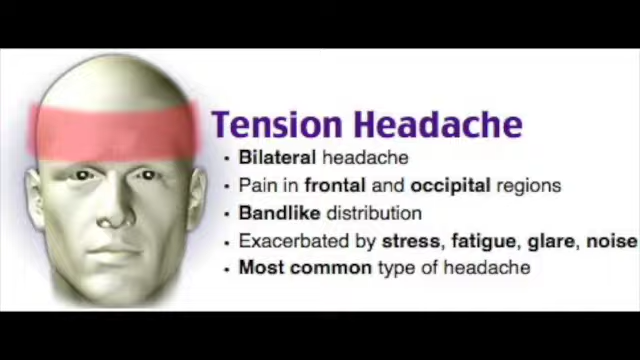 Tension Headache
• Bilateral headache
• Pain in frontal and occipital regions
• Bandlike distribution
• Exacerbated by stress, fatigue, glare, noise
• Most common type of headache